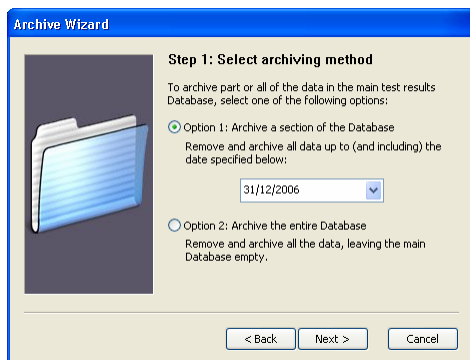 Archive Wizard
Step 1: Select archiving method
To archive part or all of the data in the main test results
Database, select one of the following options:
Option 1: Archive a section of the Database
Remove and archive all data up to (and including) the
date specified below:
31/12/2006
Option 2: Archive the entire Database
Remove and archive all the data, leaving the main
Database empty.
< Back
Next >
Cancel